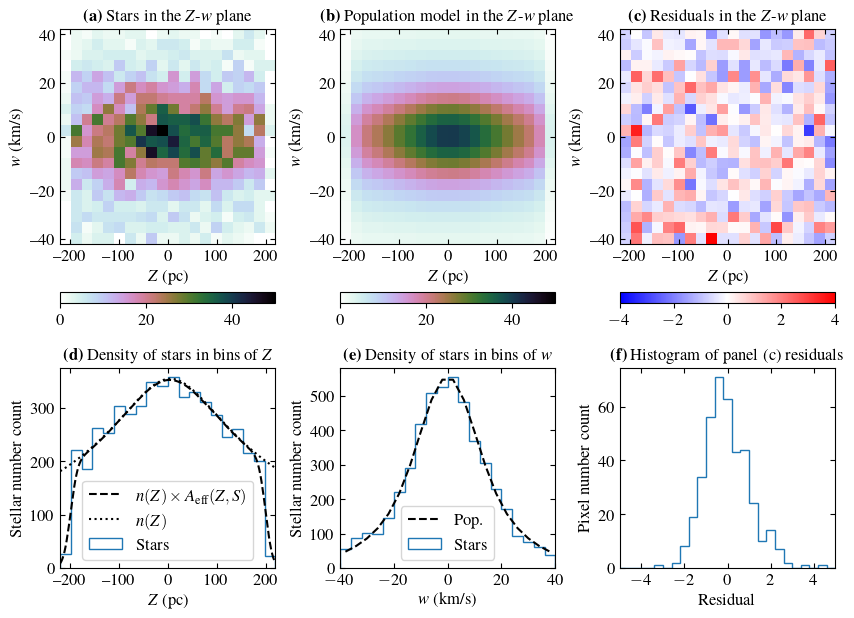 (a) Stars in the Z-w plane
(b) Population model in the Z-w plane
(c) Residuals in the Z-w plane
40
20
0
−20
−40
w (km/s)
−200 −100 0 100 200
Z (pc)
0 20 40
40
20
0
−20
−40
w (km/s)
−200 −100 0 100 200
Z (pc)
0 20 40
40
20
0
−20
−40
w (km/s)
−200 −100 0 100 200
Z (pc)
−4 −2 0 2 4
(d) Density of stars in bins of Z
(e) Density of stars in bins of w
(f) Histogram of panel (c) residuals
300
200
100
0
Stellar number count
n(Z) × A_eff(Z, S)
n(Z)
Stars
−200 −100 0 100 200
Z (pc)
500
400
300
200
100
0
Stellar number count
Pop.
Stars
−40 −20 0 20 40
w (km/s)
60
40
20
0
Pixel number count
−4 −2 0 2 4
Residual